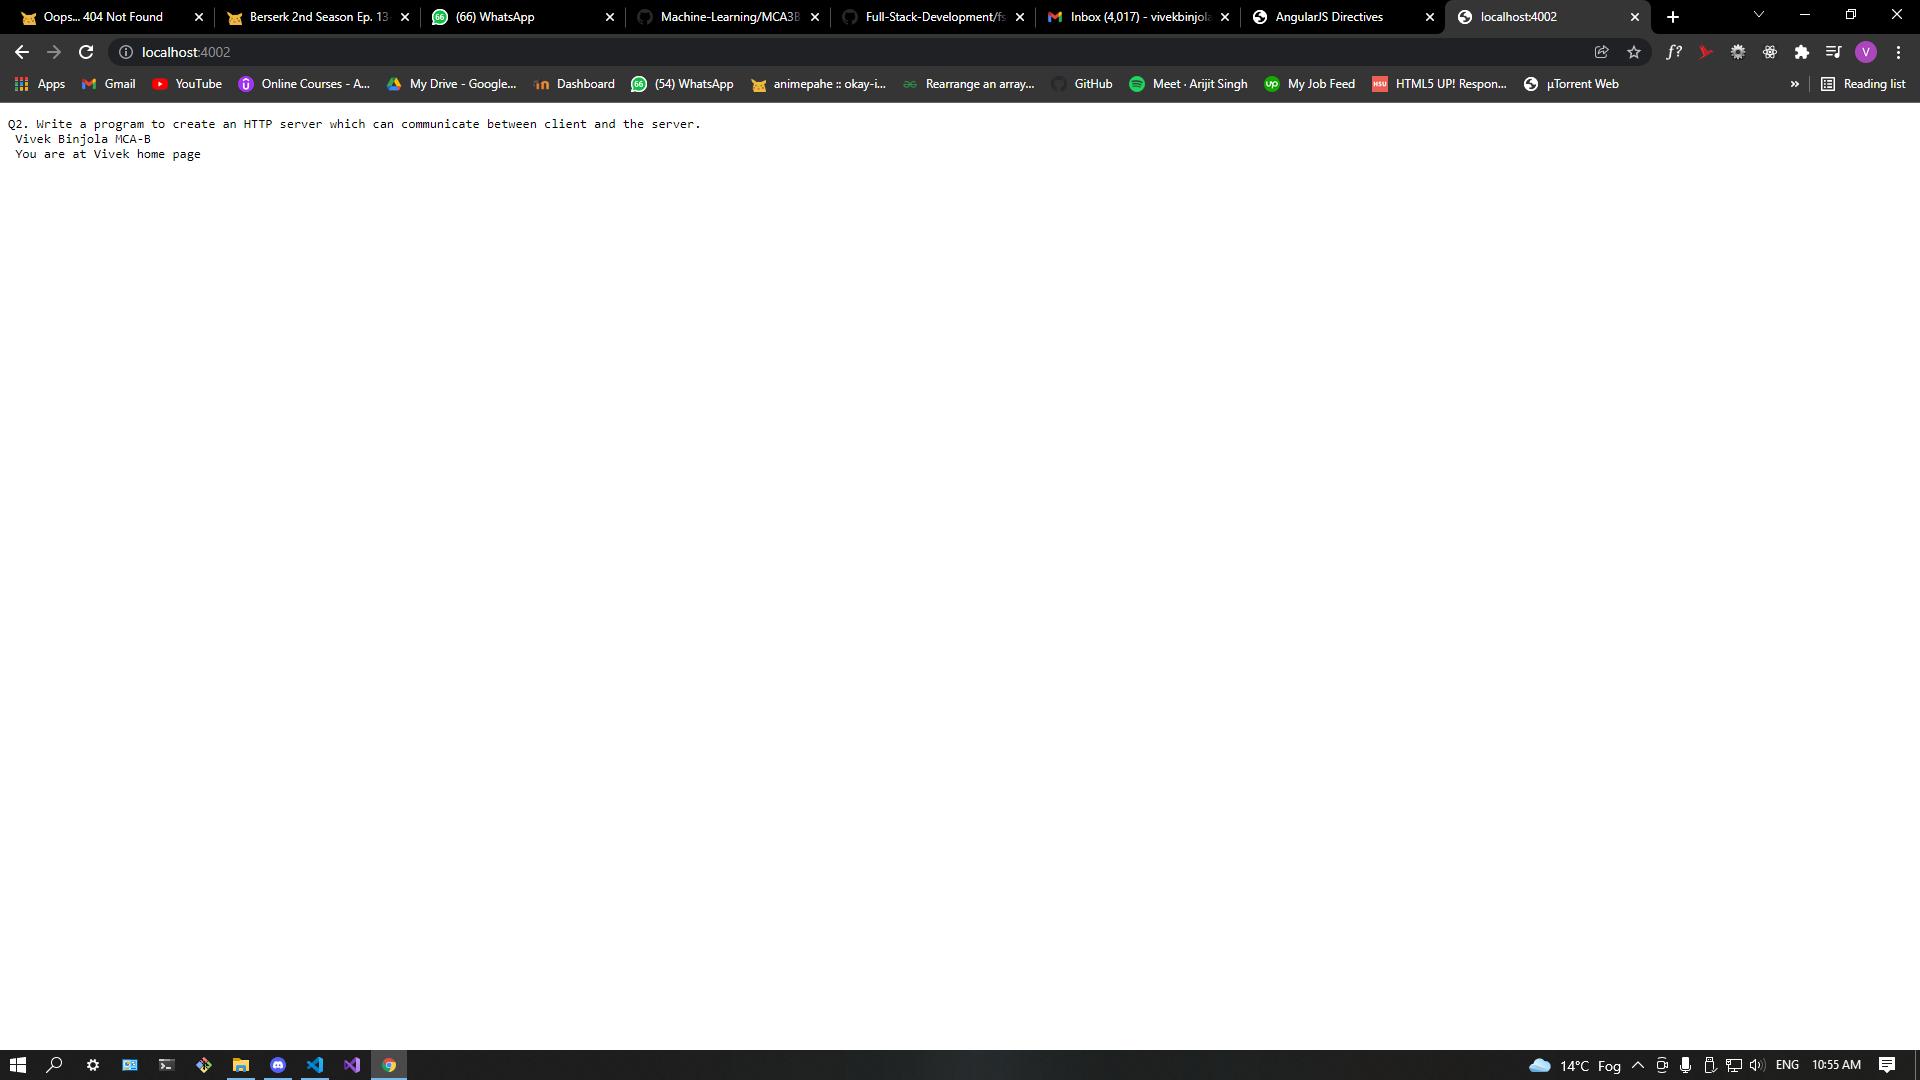 Oops... 404 Not Found
Berserk 2nd Season Ep. 13
(66) WhatsApp
Machine-Learning/MCA3B
Full-Stack-Development/fs
Inbox (4,017) - vivekbinjola
AngularJS Directives
localhost:4002
localhost:4002
f?
V
Apps
Gmail
YouTube
Online Courses - A...
My Drive - Google...
Dashboard
(54) WhatsApp
animepahe :: okay-i...
Rearrange an array...
GitHub
Meet · Arijit Singh
My Job Feed
HTML5 UP! Respon...
µTorrent Web
»
Reading list
Q2. Write a program to create an HTTP server which can communicate between client and the server.
Vivek Binjola MCA-B
You are at Vivek home page
14°C Fog
ENG
10:55 AM